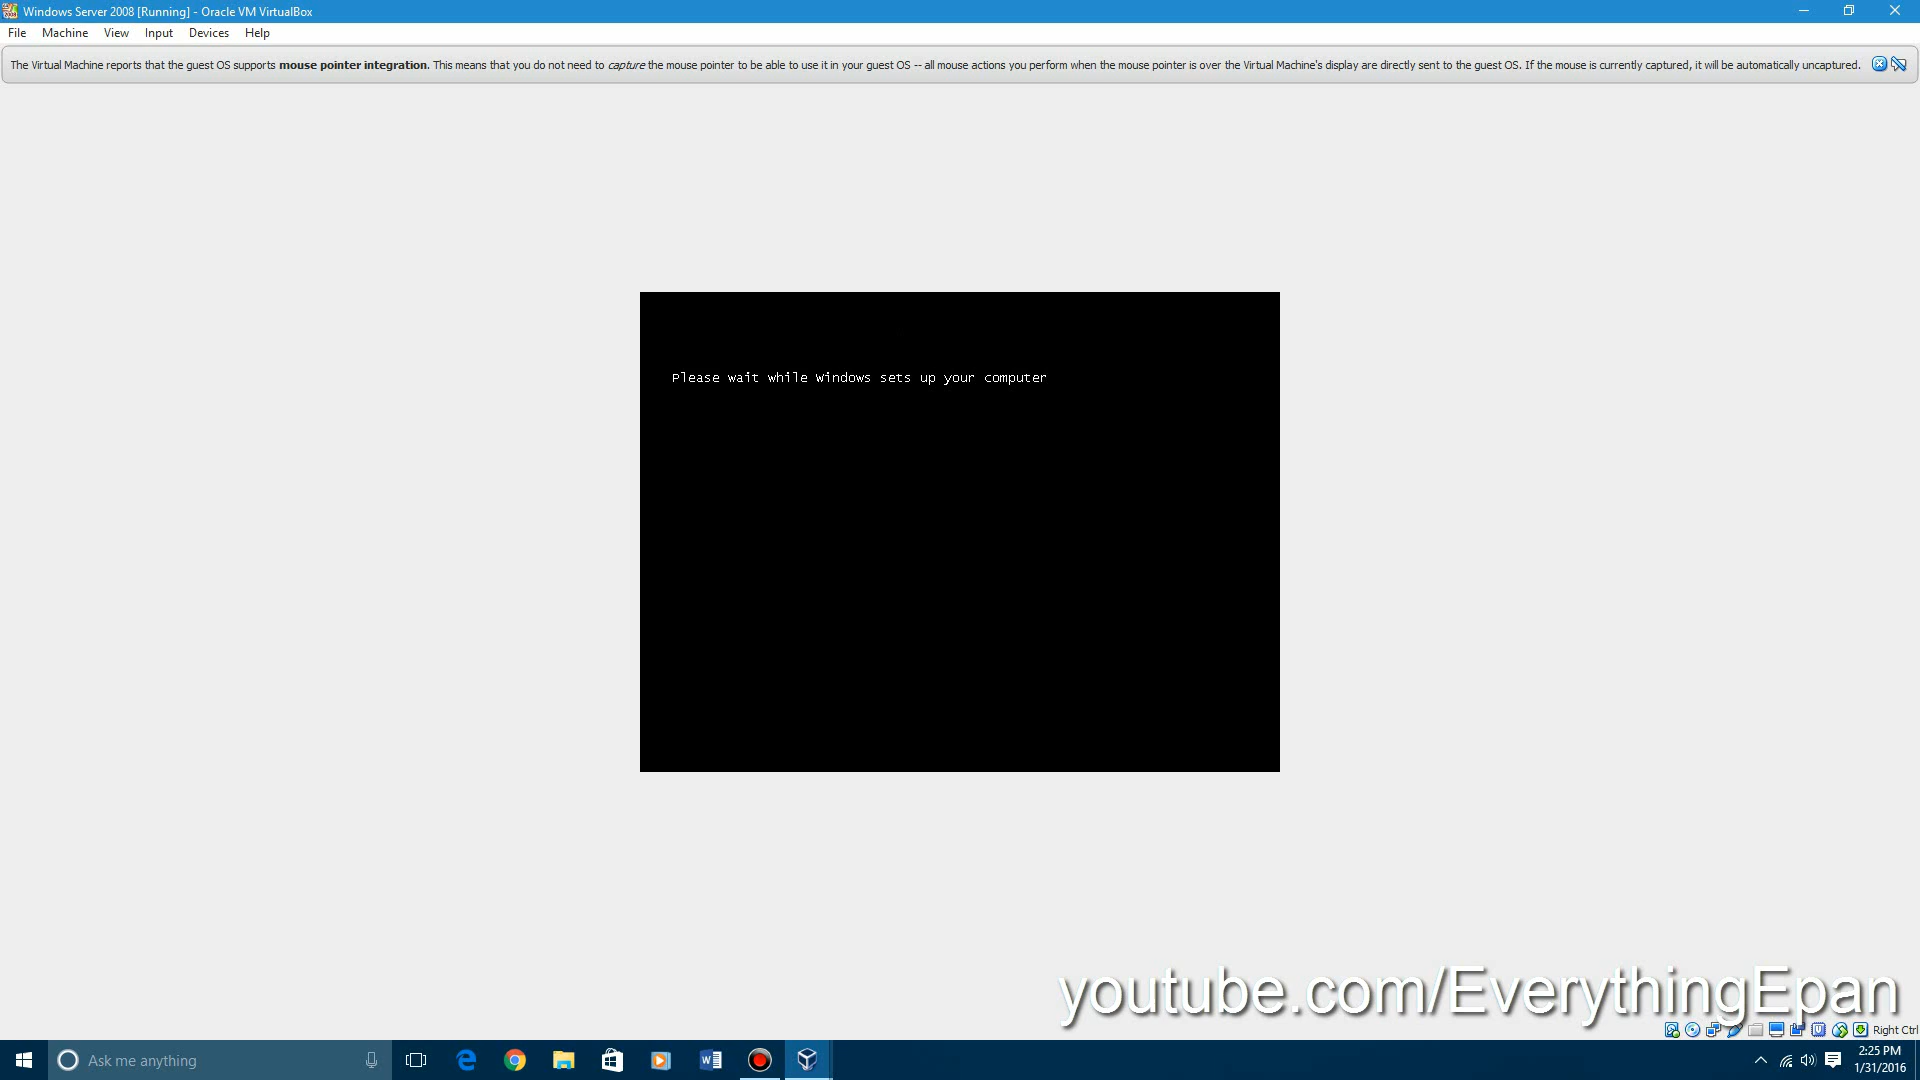 Windows Server 2008 [Running] - Oracle VM VirtualBox
File Machine View Input Devices Help
The Virtual Machine reports that the guest OS supports mouse pointer integration. This means that you do not need to capture the mouse pointer to be able to use it in your guest OS -- all mouse actions you perform when the mouse pointer is over the Virtual Machine's display are directly sent to the guest OS. If the mouse is currently captured, it will be automatically uncaptured.
Please wait while Windows sets up your computer
youtube.com/EverythingEpan
Right Ctrl
Ask me anything
2:25 PM
1/31/2016